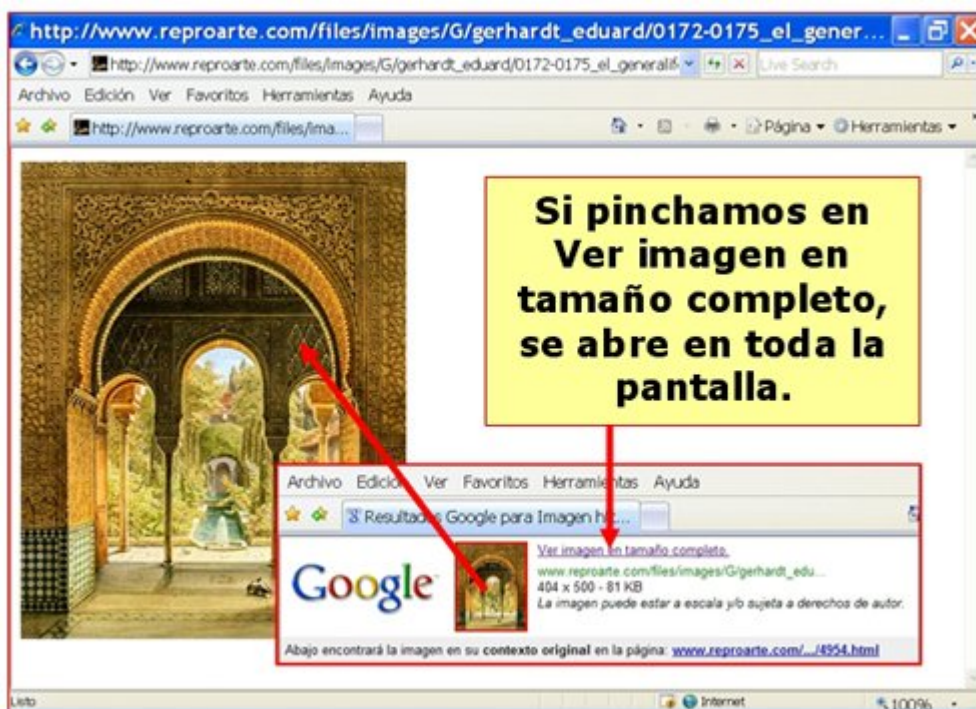 http://www.reproarte.com/files/images/G/gerhardt_eduard/0172-0175_el_gener...
http://www.reproarte.com/files/images/G/gerhardt_eduard/0172-0175_el_generalif
Live Search
Archivo Edición Ver Favoritos Herramientas Ayuda
http://www.reproarte.com/files/ima...
Página
Herramientas
Si pinchamos en
Ver imagen en
tamaño completo,
se abre en toda la
pantalla.
Archivo Edición Ver Favoritos Herramientas Ayuda
Resultados Google para Imagen htt...
Google
Ver imagen en tamaño completo.
www.reproarte.com/files/images/G/gerhardt_edu...
404 x 500 - 81 KB
La imagen puede estar a escala y/o sujeta a derechos de autor.
Abajo encontrará la imagen en su contexto original en la página: www.reproarte.com/.../4954.html
Listo
Internet
100%